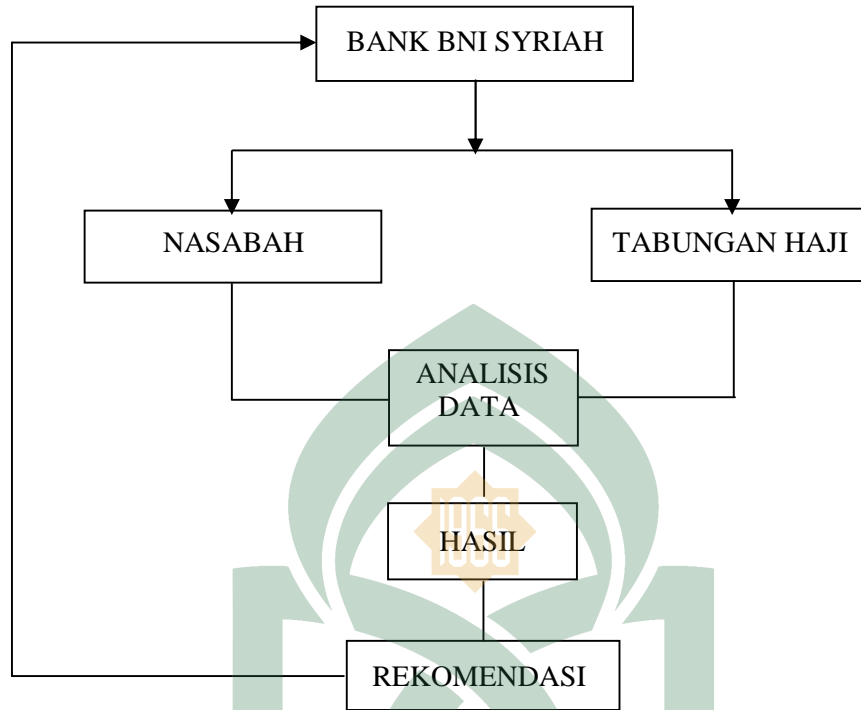 BANK BNI SYRIAH
NASABAH
TABUNGAN HAJI
ANALISIS
DATA
HASIL
REKOMENDASI